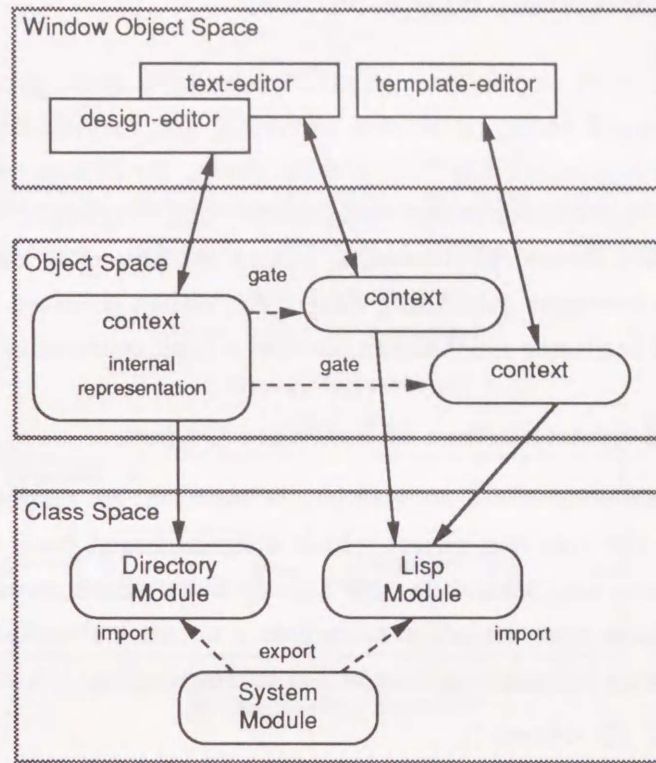 Window Object Space
text-editor
template-editor
design-editor
Object Space
gate
context
context
internal
representation
gate
context
Class Space
Directory
Module
Lisp
Module
import
export
import
System
Module